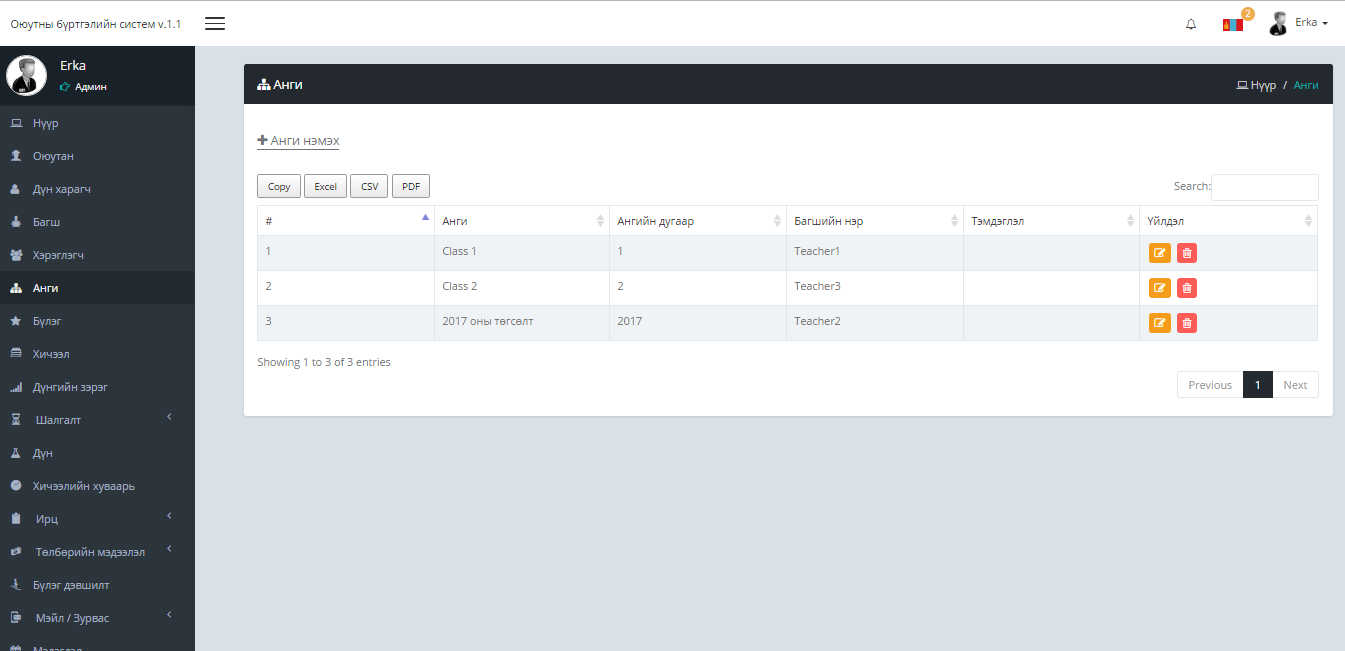 Оюутны бүртгэлийн систем v.1.1
2
Erka
Erka
Админ
Нүүр
Оюутан
Дүн харагч
Багш
Хэрэглэгч
Анги
Бүлэг
Хичээл
Дүнгийн зэрэг
Шалгалт
Дүн
Хичээлийн хуваарь
Ирц
Төлбөрийн мэдээлэл
Бүлэг дэвшилт
Мэйл / Зурвас
Анги
Нүүр / Анги
Анги нэмэх
Copy Excel CSV PDF
Search:
# Анги Ангийн дугаар Багшийн нэр Тэмдэглэл Үйлдэл
1 Class 1 1 Teacher1
2 Class 2 2 Teacher3
3 2017 оны төгсөлт 2017 Teacher2
Showing 1 to 3 of 3 entries
Previous 1 Next